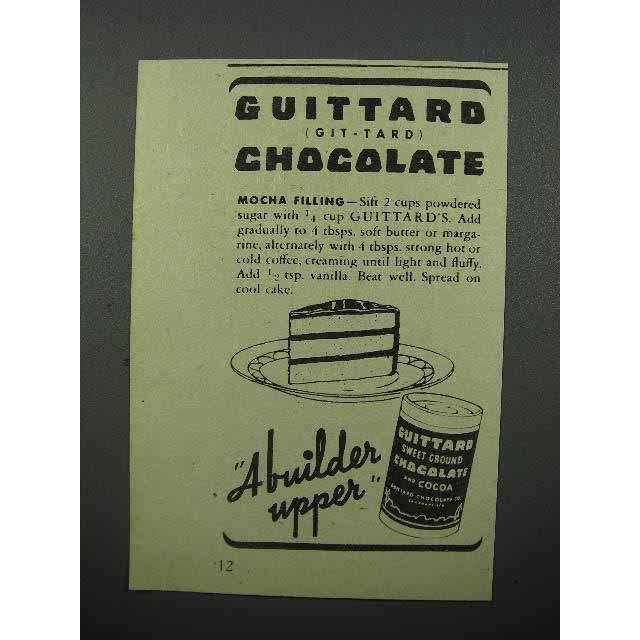 GUITTARD
(GIT-TARD)
CHOCOLATE
MOCHA FILLING—Sift 2 cups powdered
sugar with 1/4 cup GUITTARD'S. Add
gradually to 4 tbsps. soft butter or marga-
rine, alternately with 4 tbsps. strong hot or
cold coffee, creaming until light and fluffy.
Add 1/2 tsp. vanilla. Beat well. Spread on
cool cake.
GUITTARD
SWEET GROUND
CHOCOLATE
AND COCOA
GUITTARD CHOCOLATE CO.
"A builder
upper"
12